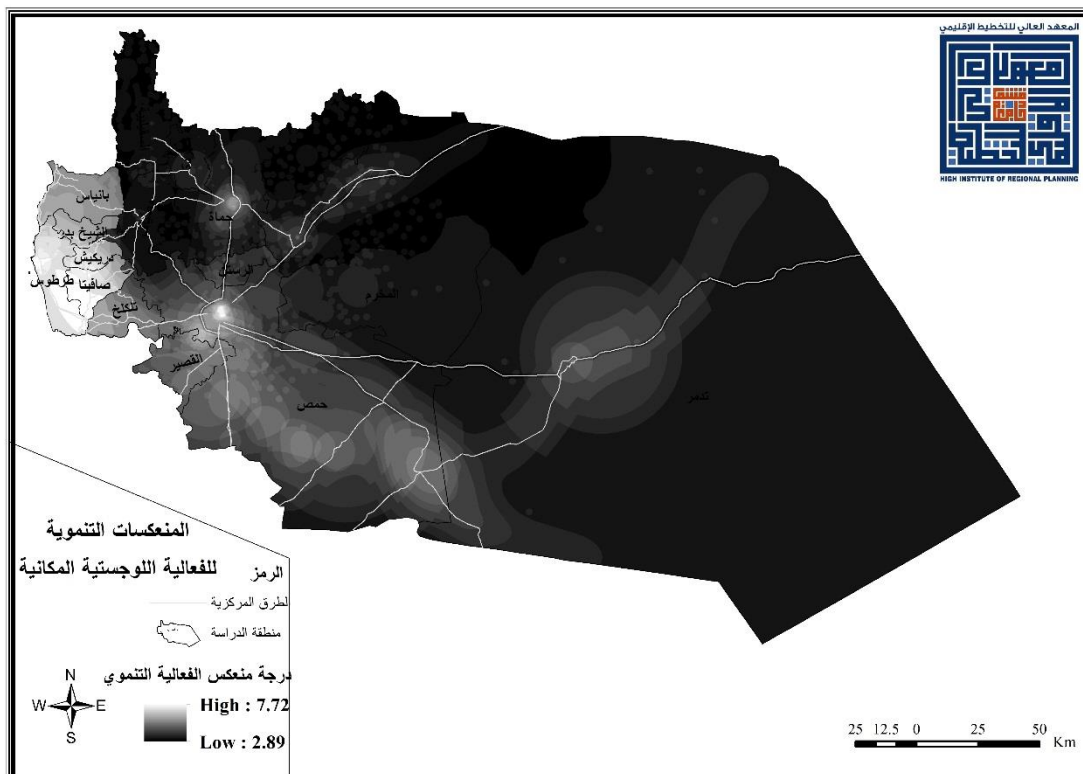 المعهد العالي للتخطيط الإقليمي
HIGH INSTITUTE OF REGIONAL PLANNING
بانياس
الشيخ بدر
دريكيش
طرطوس
صافيتا
تلكلخ
حماة
الرستن
المخرم
القصير
حمص
تدمر
المنعكسات التنموية
للفعالية اللوجستية المكانية
الرمز
لطرق المركزية
منطقة الدراسة
درجة منعكس الفعالية التنموي
High : 7.72
Low : 2.89
N
W
E
S
25 12.5 0 25 50
Km